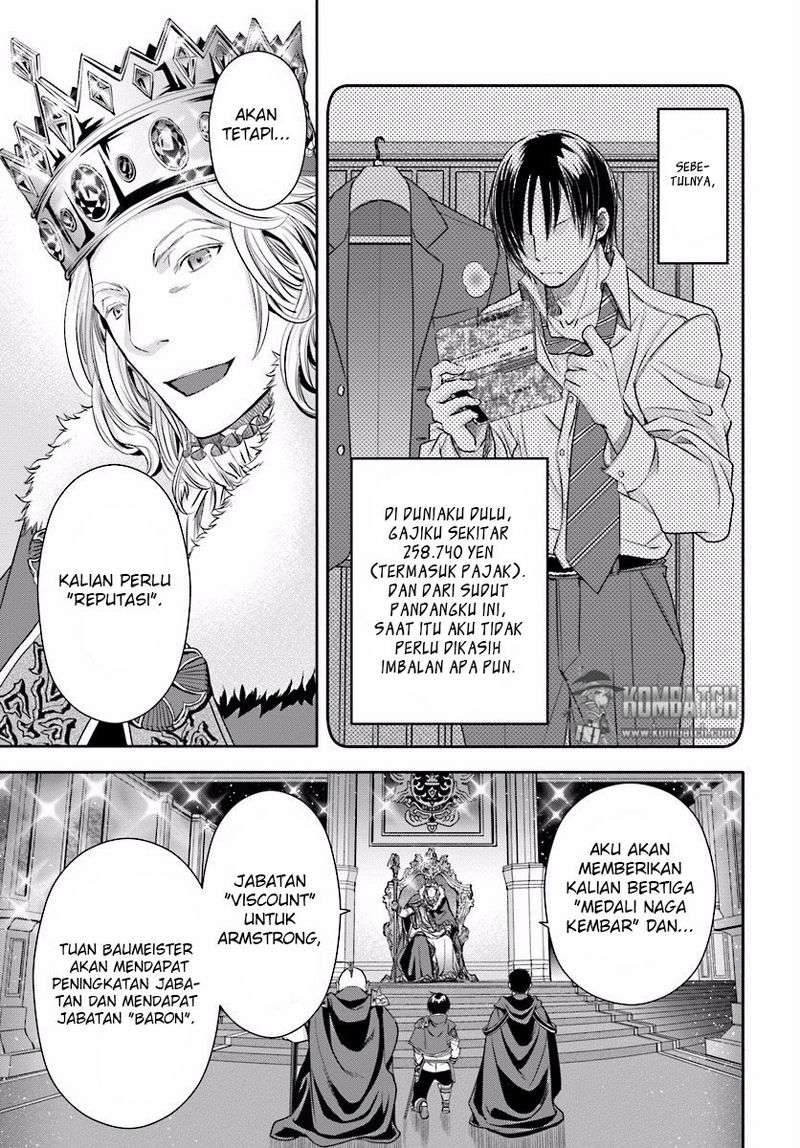 SEBE-
TULNYA,
DI DUNIAKU DULU,
GAJIKU SEKITAR
258.740 YEN
(TERMASUK PAJAK).
DAN DARI SUDUT
PANDANGKU INI,
SAAT ITU AKU TIDAK
PERLU DIKASIH
IMBALAN APA PUN.
AKAN
TETAPI...
KALIAN PERLU
"REPUTASI".
KOMBATCH
www.kombatch.com
AKU AKAN
MEMBERIKAN
KALIAN BERTIGA
"MEDALI NAGA
KEMBAR" DAN...
JABATAN
"VISCOUNT"
UNTUK
ARMSTRONG,
TUAN BAUMEISTER
AKAN MENDAPAT
PENINGKATAN JABA-
TAN DAN MENDAPAT
JABATAN "BARON".